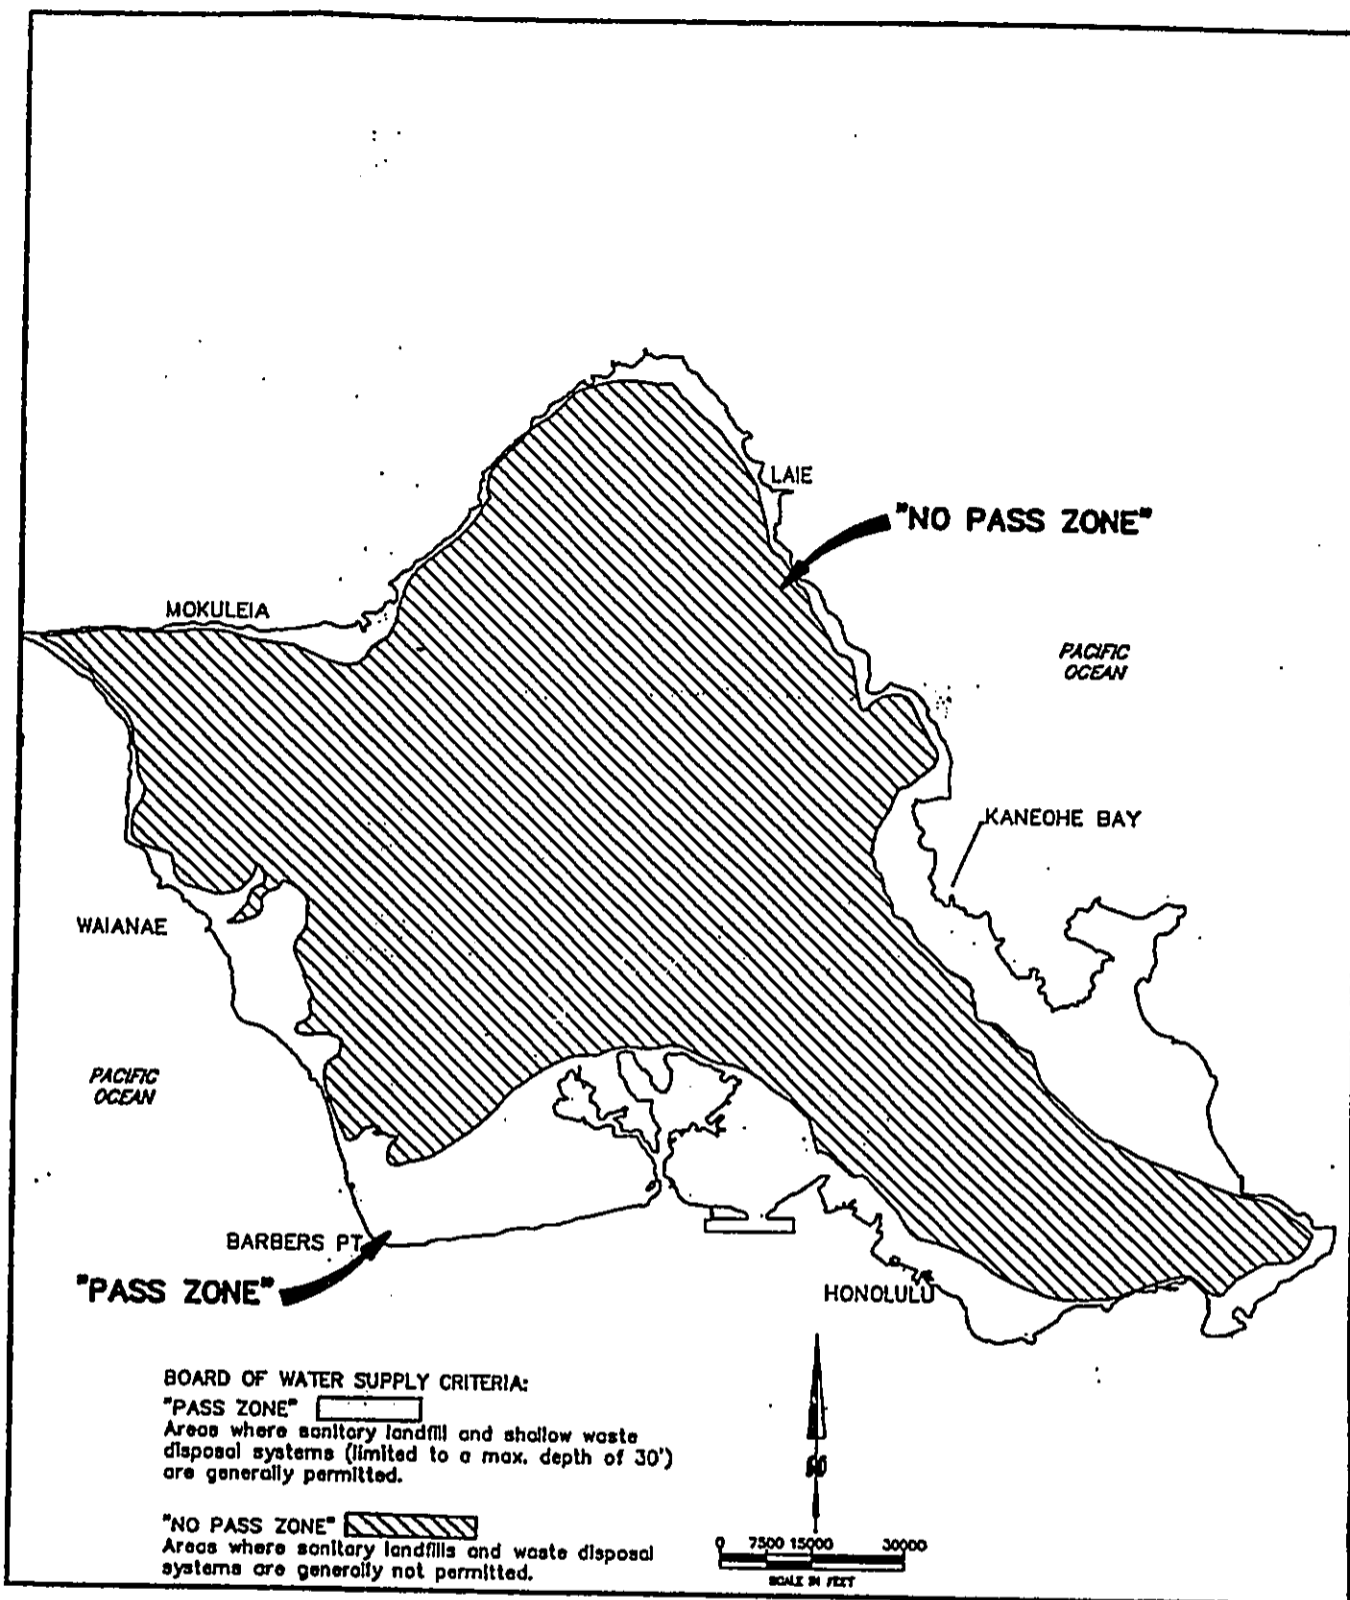 LAIE
"NO PASS ZONE"
MOKULEIA
PACIFIC
OCEAN
KANEOHE BAY
WAIANAE
PACIFIC
OCEAN
BARBERS PT.
"PASS ZONE"
HONOLULU
BOARD OF WATER SUPPLY CRITERIA:
"PASS ZONE"
Areas where sanitary landfill and shallow waste
disposal systems (limited to a max. depth of 30')
are generally permitted.
"NO PASS ZONE"
Areas where sanitary landfills and waste disposal
systems are generally not permitted.
0 7500 15000 30000
SCALE IN FEET